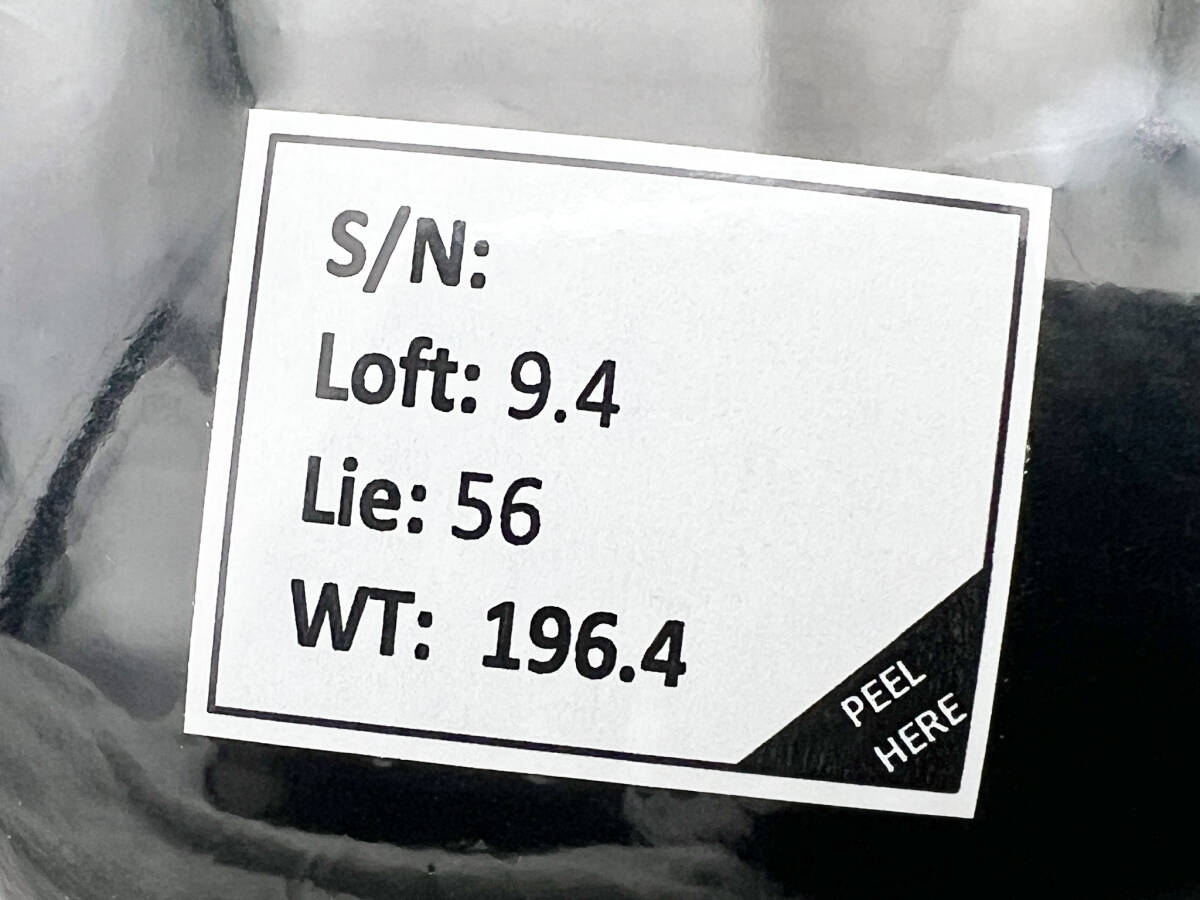 S/N:
Loft: 9.4
Lie: 56
WT: 196.4
PEEL
HERE